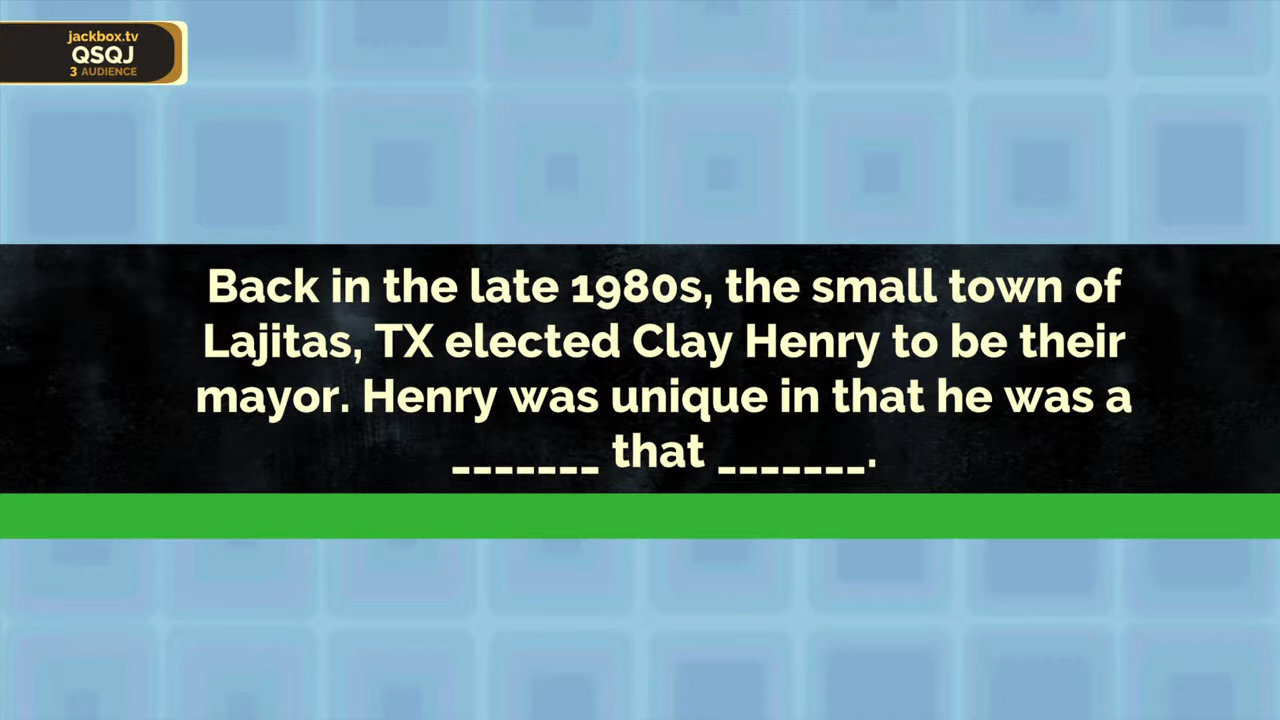 jackbox.tv
QSQJ
3 AUDIENCE
Back in the late 1980s, the small town of
Lajitas, TX elected Clay Henry to be their
mayor. Henry was unique in that he was a
_______ that _______.